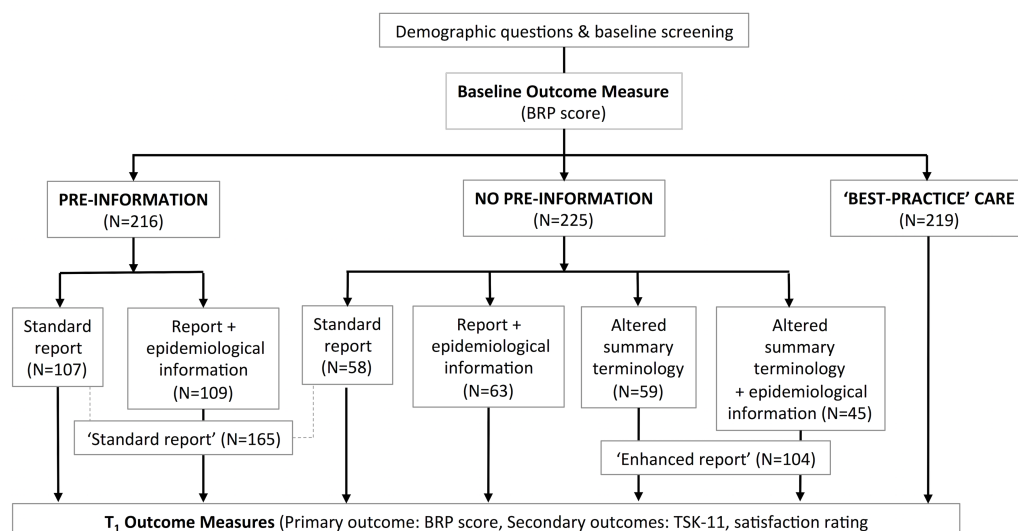 Demographic questions & baseline screening
Baseline Outcome Measure
(BRP score)
PRE-INFORMATION
(N=216)
NO PRE-INFORMATION
(N=225)
‘BEST-PRACTICE’ CARE
(N=219)
Standard
report
(N=107)
Report +
epidemiological
information
(N=109)
Standard
report
(N=58)
Report +
epidemiological
information
(N=63)
Altered
summary
terminology
(N=59)
Altered
summary
terminology
+ epidemiological
information (N=45)
‘Standard report’ (N=165)
‘Enhanced report’ (N=104)
T1 Outcome Measures (Primary outcome: BRP score, Secondary outcomes: TSK-11, satisfaction rating